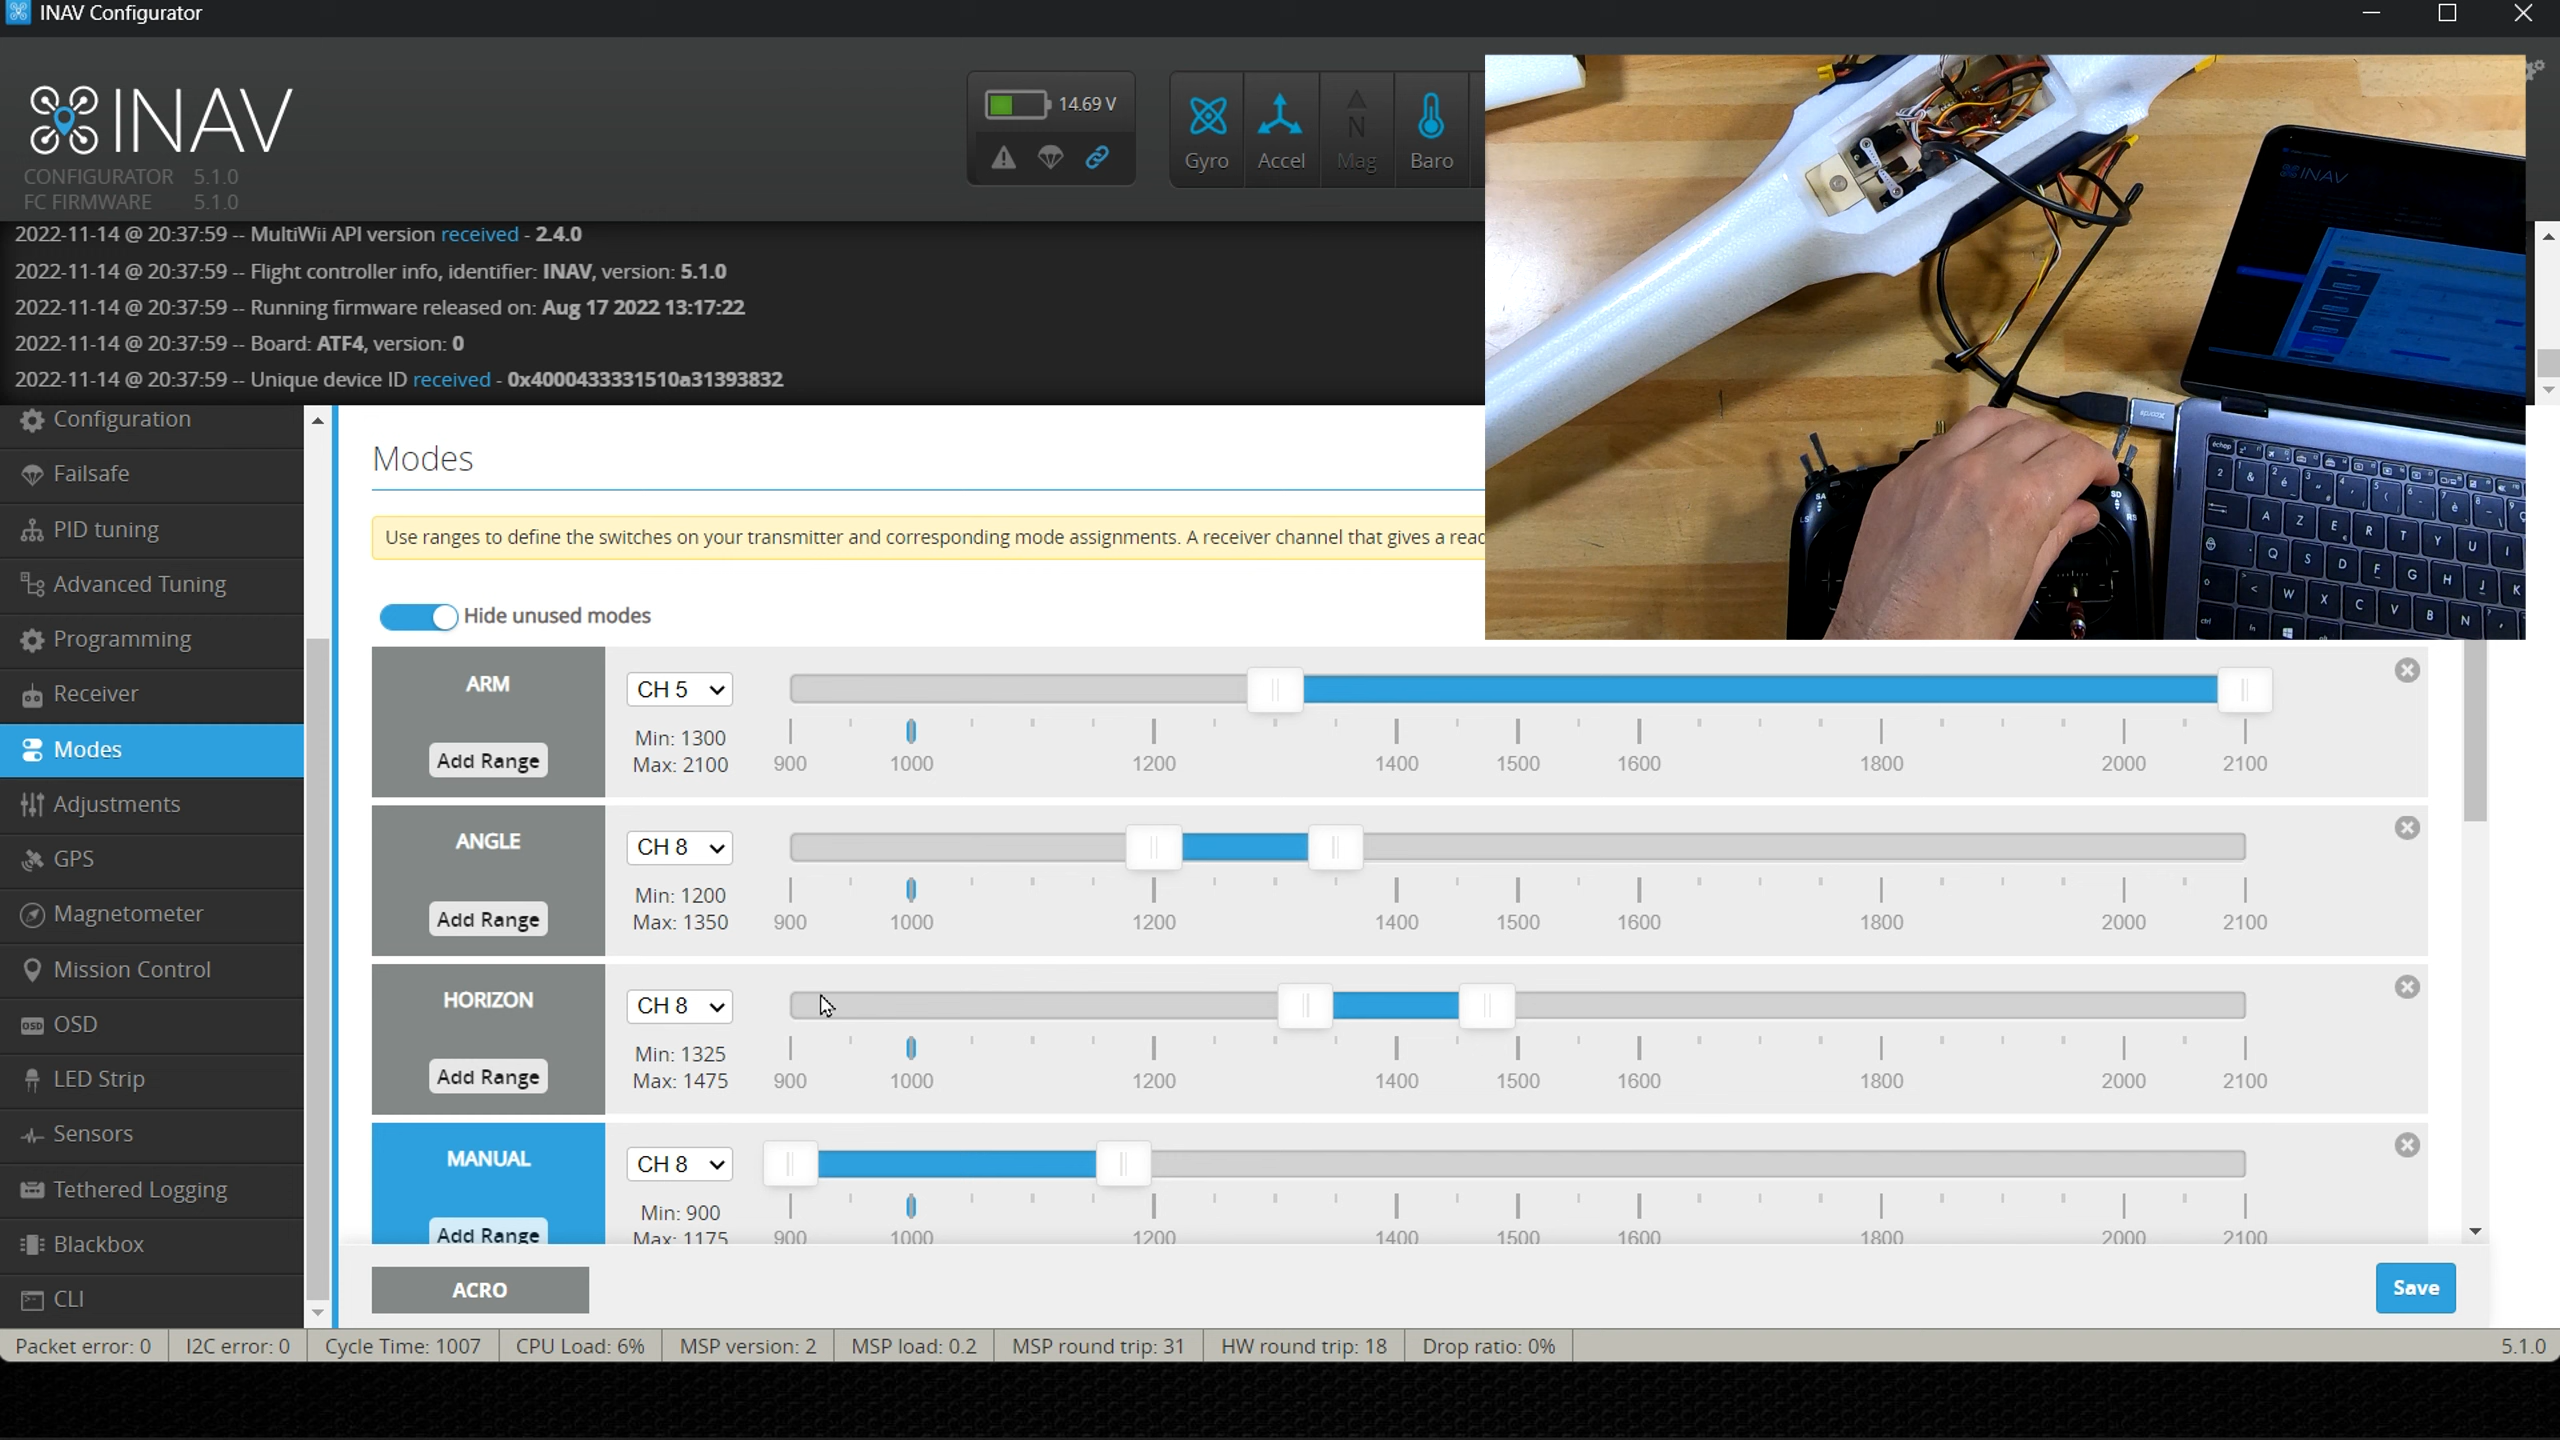 INAV Configurator
INAV
CONFIGURATOR 5.1.0
FC FIRMWARE 5.1.0
14.69 V
Gyro
Accel
Mag
Baro
2022-11-14 @ 20:37:59 -- MultiWii API version received - 2.4.0
2022-11-14 @ 20:37:59 -- Flight controller info, identifier: INAV, version: 5.1.0
2022-11-14 @ 20:37:59 -- Running firmware released on: Aug 17 2022 13:17:22
2022-11-14 @ 20:37:59 -- Board: ATF4, version: 0
2022-11-14 @ 20:37:59 -- Unique device ID received - 0x4000433331510a31393832
Configuration
Failsafe
PID tuning
Advanced Tuning
Programming
Receiver
Modes
Adjustments
GPS
Magnetometer
Mission Control
OSD
LED Strip
Sensors
Tethered Logging
Blackbox
CLI
Modes
Use ranges to define the switches on your transmitter and corresponding mode assignments. A receiver channel that gives a read
Hide unused modes
ARM
Add Range
CH 5
Min: 1300
Max: 2100
900 1000 1200 1400 1500 1600 1800 2000 2100
ANGLE
Add Range
CH 8
Min: 1200
Max: 1350
900 1000 1200 1400 1500 1600 1800 2000 2100
HORIZON
Add Range
CH 8
Min: 1325
Max: 1475
900 1000 1200 1400 1500 1600 1800 2000 2100
MANUAL
Add Range
CH 8
Min: 900
Max: 1175
900 1000 1200 1400 1500 1600 1800 2000 2100
ACRO
Save
Packet error: 0
I2C error: 0
Cycle Time: 1007
CPU Load: 6%
MSP version: 2
MSP load: 0.2
MSP round trip: 31
HW round trip: 18
Drop ratio: 0%
5.1.0
INAV
SA
SD
A Z E R T Y U I
Q S D F G H J K
W X C V B N